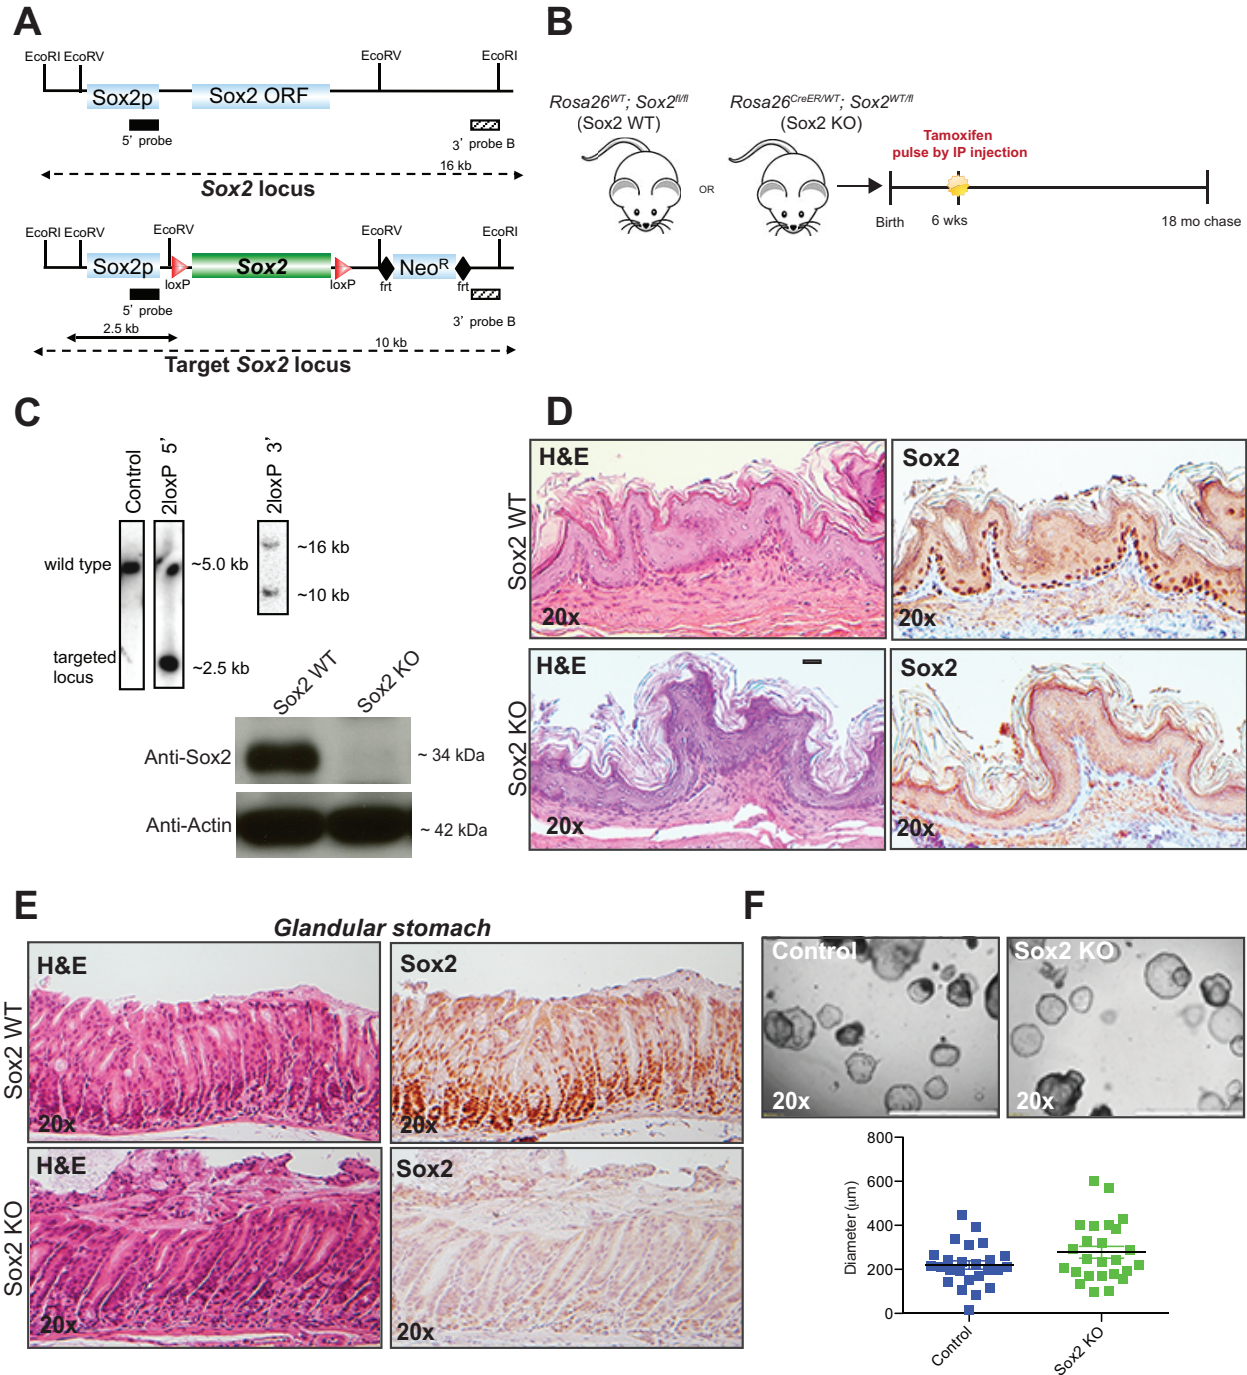 A
EcoRI EcoRV EcoRV EcoRI
Sox2p Sox2 ORF
5' probe 3' probe B
16 kb
Sox2 locus
EcoRI EcoRV EcoRV EcoRV EcoRI
Sox2p Sox2 NeoR
loxP loxP frt frt
5' probe 3' probe B
2.5 kb
10 kb
Target Sox2 locus
B
Rosa26WT; Sox2fl/fl
(Sox2 WT)
OR
Rosa26CreER/WT; Sox2WT/fl
(Sox2 KO)
Tamoxifen
pulse by IP injection
Birth 6 wks 18 mo chase
C
Control
2loxP 5'
2loxP 3'
wild type
~5.0 kb
targeted
locus
~2.5 kb
~16 kb
~10 kb
Sox2 WT
Sox2 KO
Anti-Sox2 ~ 34 kDa
Anti-Actin ~ 42 kDa
D
Sox2 WT
H&E
20x
Sox2
20x
Sox2 KO
H&E
20x
Sox2
20x
E
Glandular stomach
Sox2 WT
H&E
20x
Sox2
Sox2 KO
H&E
20x
Sox2
20x
F
Control
20x
Sox2 KO
20x
Diameter (μm)
800
600
400
200
0
Control
Sox2 KO